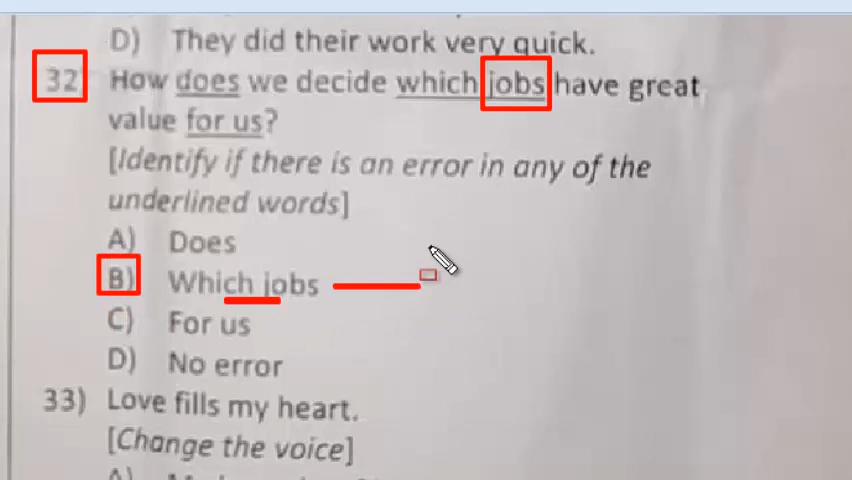 D) They did their work very quick.
32 How does we decide which jobs have great
value for us?
[Identify if there is an error in any of the
underlined words]
A) Does
B) Which jobs
C) For us
D) No error
33) Love fills my heart.
[Change the voice]
A)